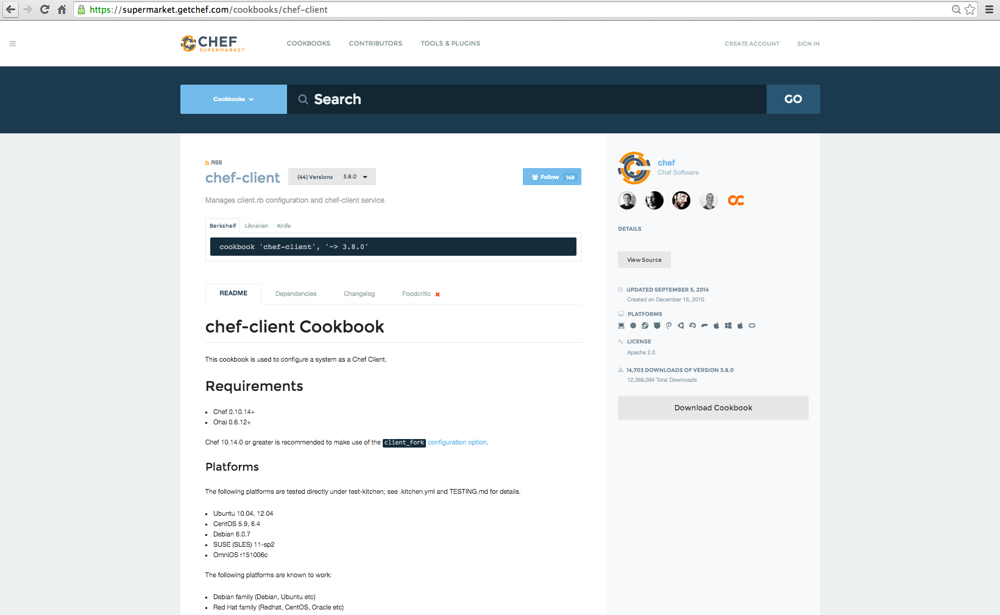 https://supermarket.getchef.com/cookbooks/chef-client
CHEF
SUPERMARKET
COOKBOOKS
CONTRIBUTORS
TOOLS & PLUGINS
CREATE ACCOUNT
SIGN IN
Cookbooks
Search
GO
RSS
chef-client
(44) Versions 3.8.0
Follow 149
Manages client.rb configuration and chef-client service
Berkshelf Librarian Knife
cookbook 'chef-client', '~> 3.8.0'
README Dependencies Changelog Foodcritic
chef-client Cookbook
This cookbook is used to configure a system as a Chef Client.
Requirements
Chef 0.10.14+
Ohai 0.6.12+
Chef 10.14.0 or greater is recommended to make use of the client_fork configuration option.
Platforms
The following platforms are tested directly under test-kitchen; see .kitchen.yml and TESTING.md for details.
Ubuntu 10.04, 12.04
CentOS 5.9, 6.4
Debian 6.0.7
SUSE (SLES) 11-sp2
OmniOS r151006c
The following platforms are known to work:
Debian family (Debian, Ubuntu etc)
Red Hat family (Redhat, CentOS, Oracle etc)
chef
Chef Software
DETAILS
View Source
UPDATED SEPTEMBER 5, 2014
Created on December 16, 2010
PLATFORMS
LICENSE
Apache 2.0
14,703 DOWNLOADS OF VERSION 3.8.0
12,366,094 Total Downloads
Download Cookbook